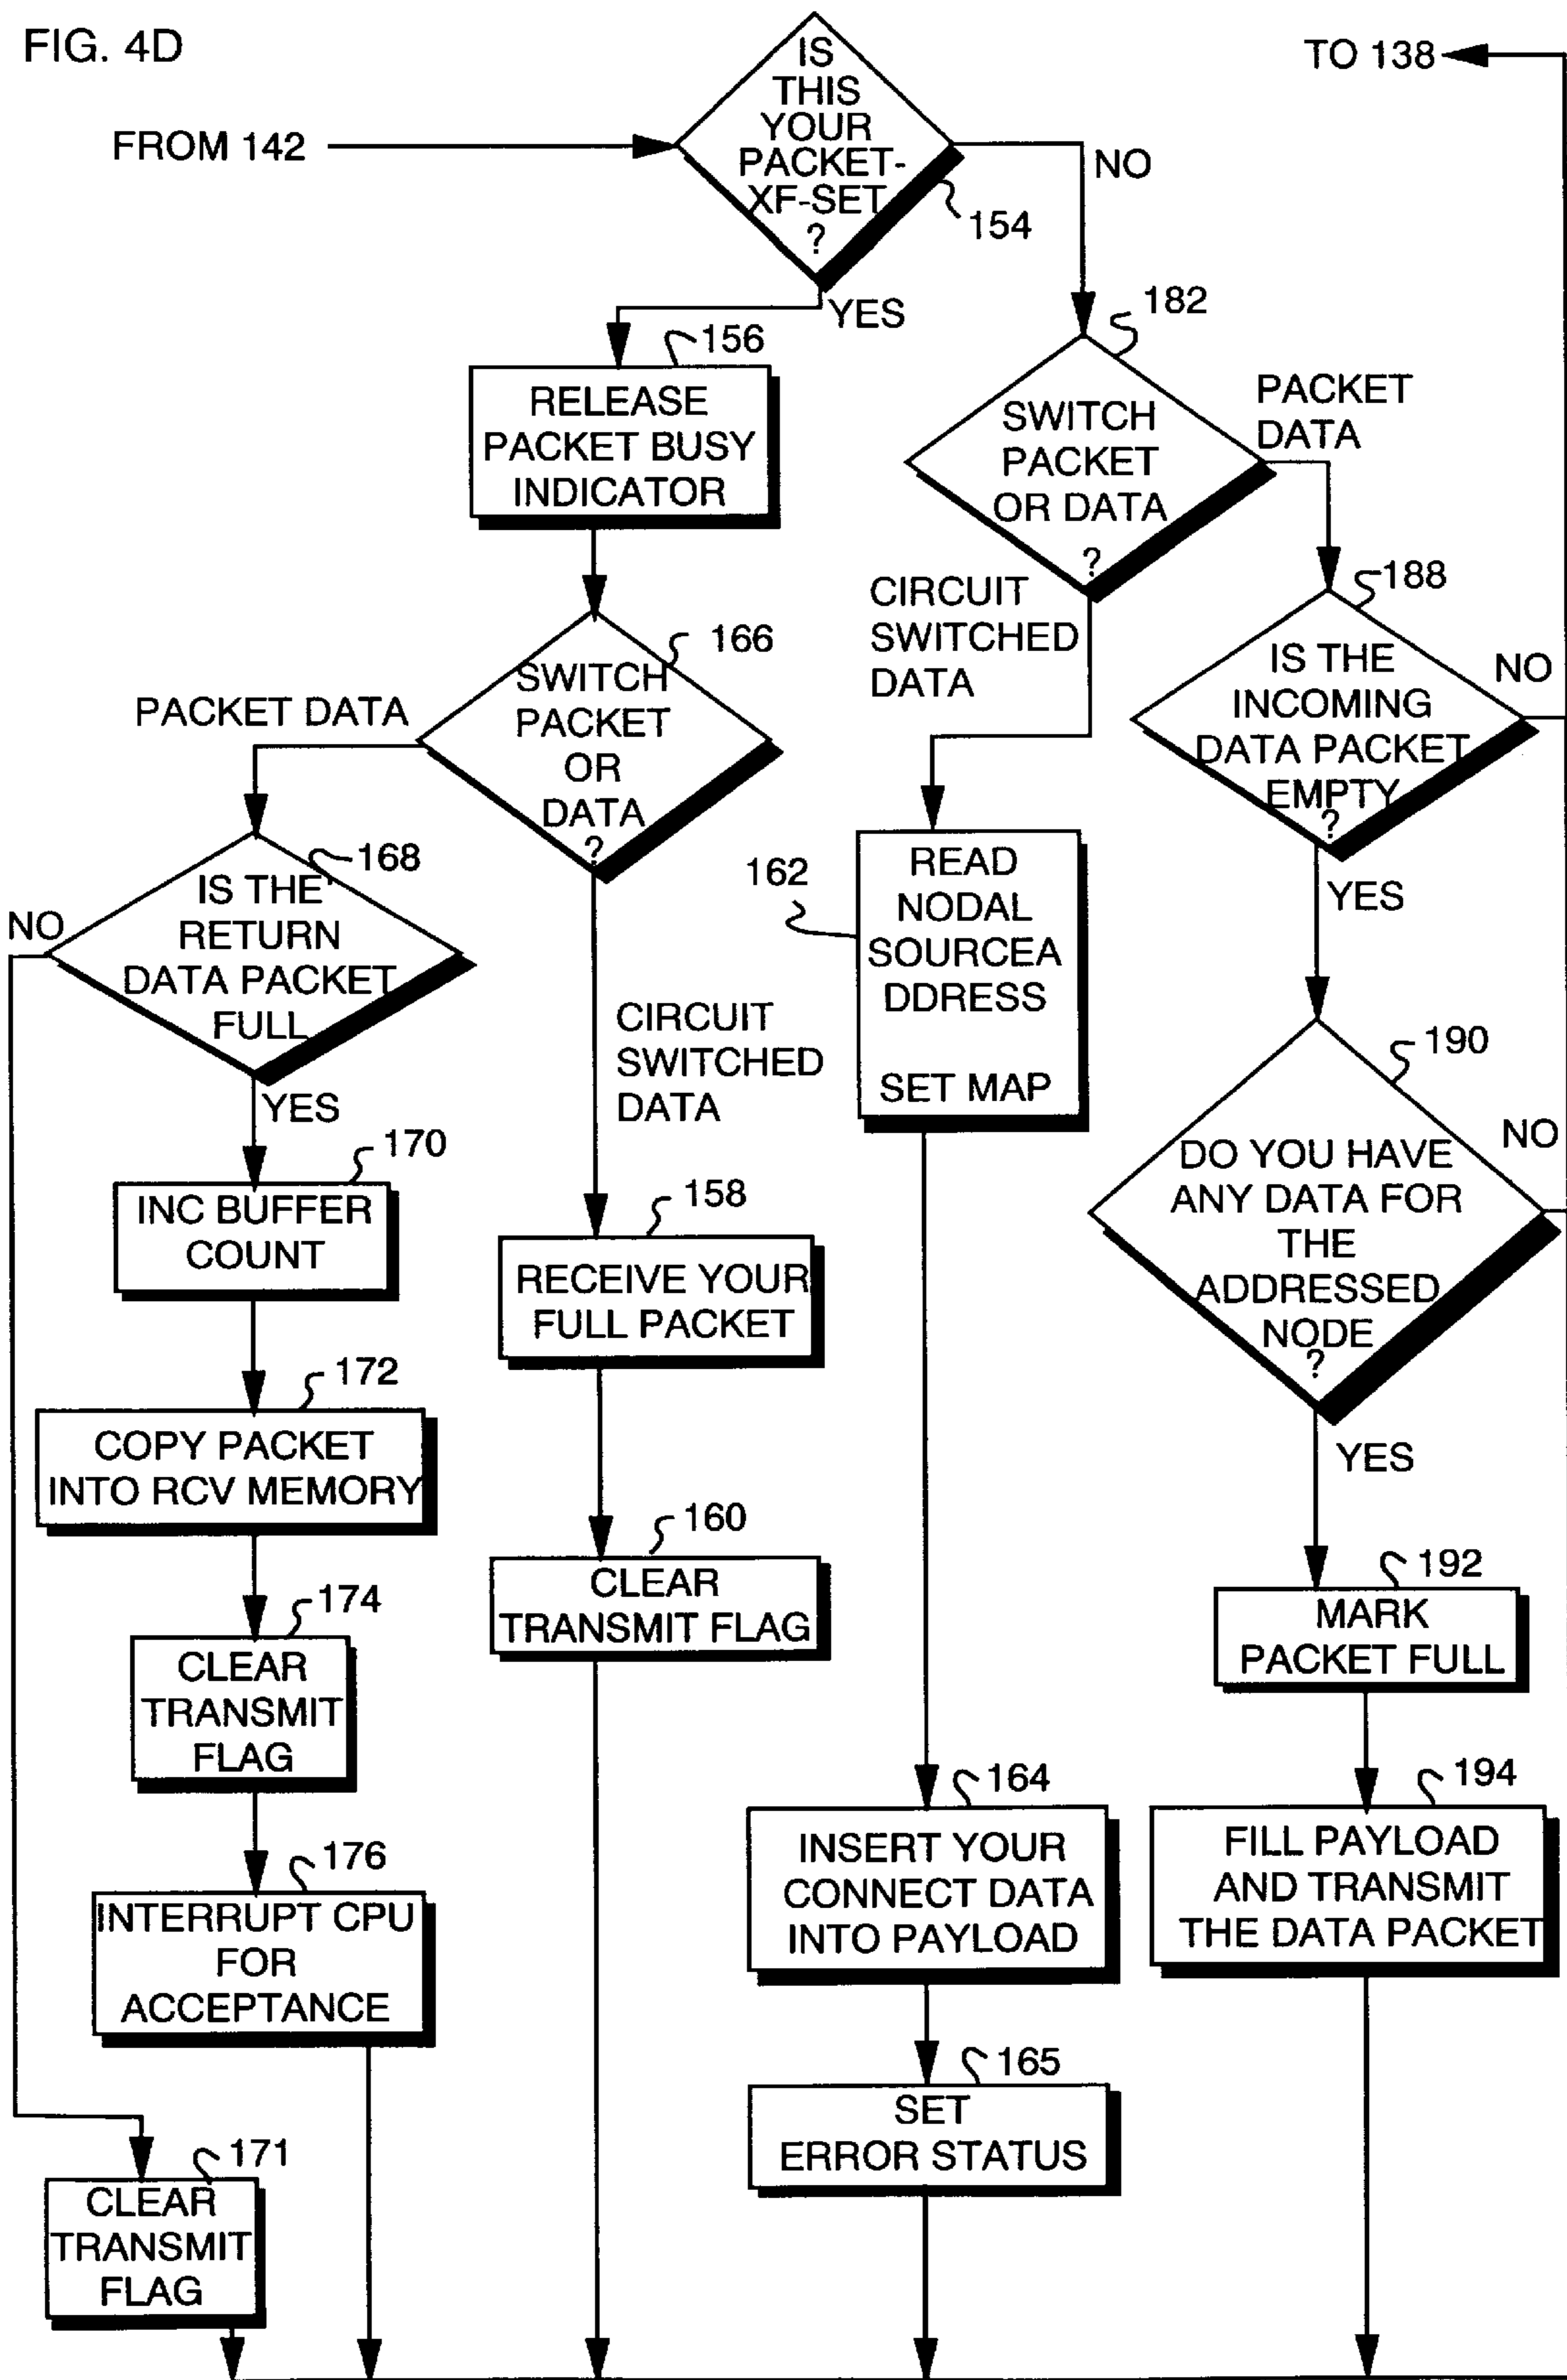 FIG. 4D
TO 138
FROM 142
IS
THIS
YOUR
PACKET-
XF-SET
?
154
NO
YES
156
RELEASE
PACKET BUSY
INDICATOR
182
SWITCH
PACKET
OR DATA
?
PACKET
DATA
CIRCUIT
SWITCHED
DATA
166
SWITCH
PACKET
OR
DATA
?
PACKET DATA
188
IS THE
INCOMING
DATA PACKET
EMPTY
?
NO
YES
168
IS THE
RETURN
DATA PACKET
FULL
NO
YES
CIRCUIT
SWITCHED
DATA
162
READ
NODAL
SOURCEA
DDRESS
SET MAP
190
DO YOU HAVE
ANY DATA FOR
THE
ADDRESSED
NODE
?
NO
YES
170
INC BUFFER
COUNT
158
RECEIVE YOUR
FULL PACKET
172
COPY PACKET
INTO RCV MEMORY
160
CLEAR
TRANSMIT FLAG
192
MARK
PACKET FULL
174
CLEAR
TRANSMIT
FLAG
164
INSERT YOUR
CONNECT DATA
INTO PAYLOAD
194
FILL PAYLOAD
AND TRANSMIT
THE DATA PACKET
176
INTERRUPT CPU
FOR
ACCEPTANCE
165
SET
ERROR STATUS
171
CLEAR
TRANSMIT
FLAG